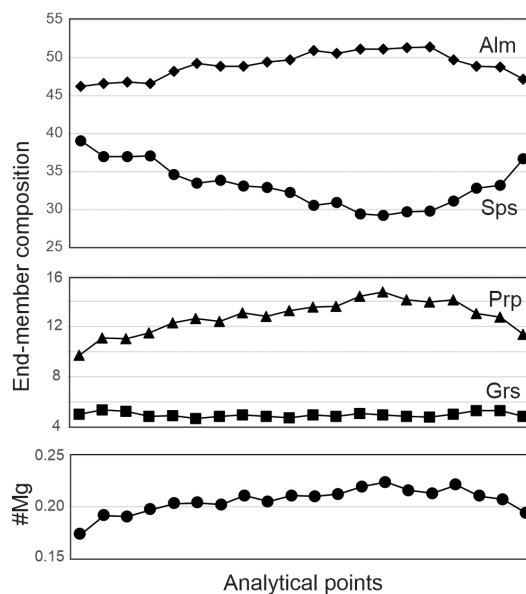 55
50
45
40
35
30
25
Alm
Sps
End-member composition
16
12
8
4
Prp
Grs
0.25
0.20
0.15
#Mg
Analytical points